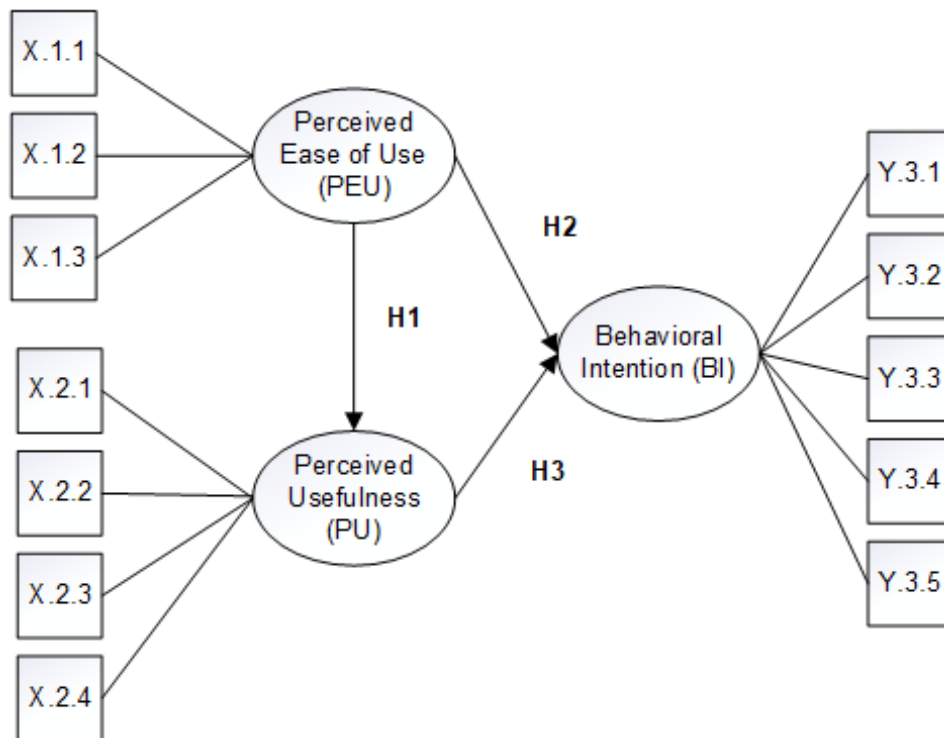 X.1.1
X.1.2
X.1.3
Perceived
Ease of Use
(PEU)
H2
H1
X.2.1
X.2.2
X.2.3
X.2.4
Perceived
Usefulness
(PU)
H3
Behavioral
Intention (BI)
Y.3.1
Y.3.2
Y.3.3
Y.3.4
Y.3.5